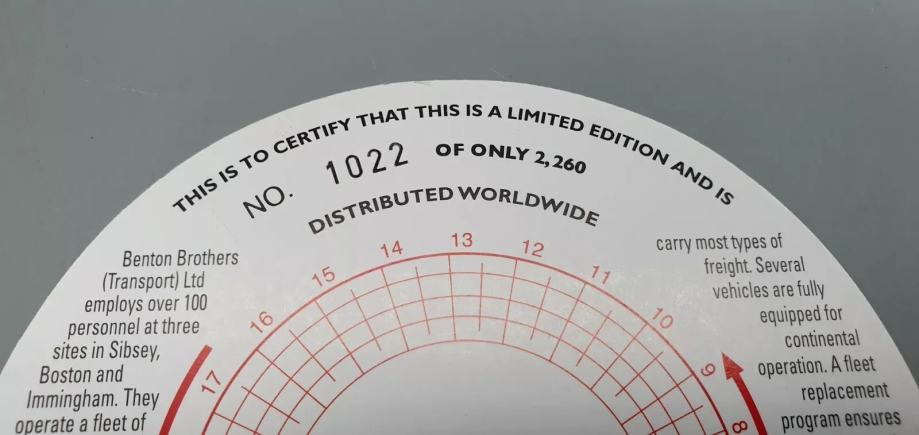 THIS IS TO CERTIFY THAT THIS IS A LIMITED EDITION AND IS
NO. 1022 OF ONLY 2,260
DISTRIBUTED WORLDWIDE
Benton Brothers
(Transport) Ltd
employs over 100
personnel at three
sites in Sibsey,
Boston and
Immingham. They
operate a fleet of
17 16 15 14 13 12 11 10 9 8
carry most types of
freight. Several
vehicles are fully
equipped for
continental
operation. A fleet
replacement
program ensures